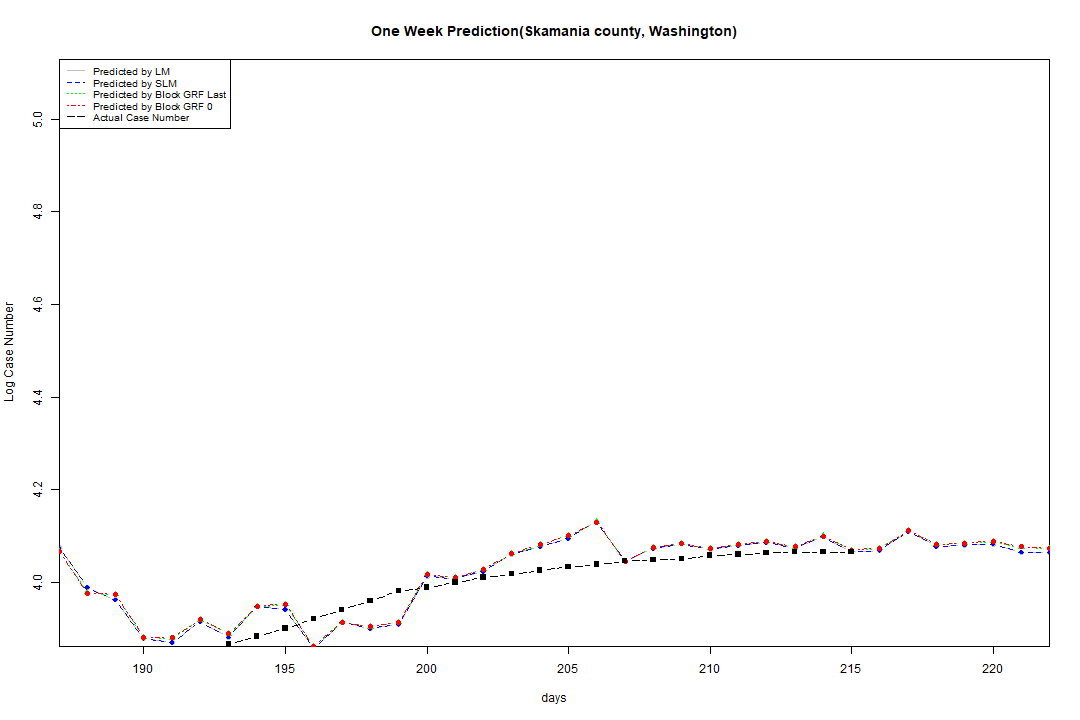 One Week Prediction(Skamania county, Washington)
Predicted by LM
Predicted by SLM
Predicted by Block GRF Last
Predicted by Block GRF 0
Actual Case Number
5.0
4.8
4.6
4.4
4.2
4.0
Log Case Number
190 195 200 205 210 215 220
days